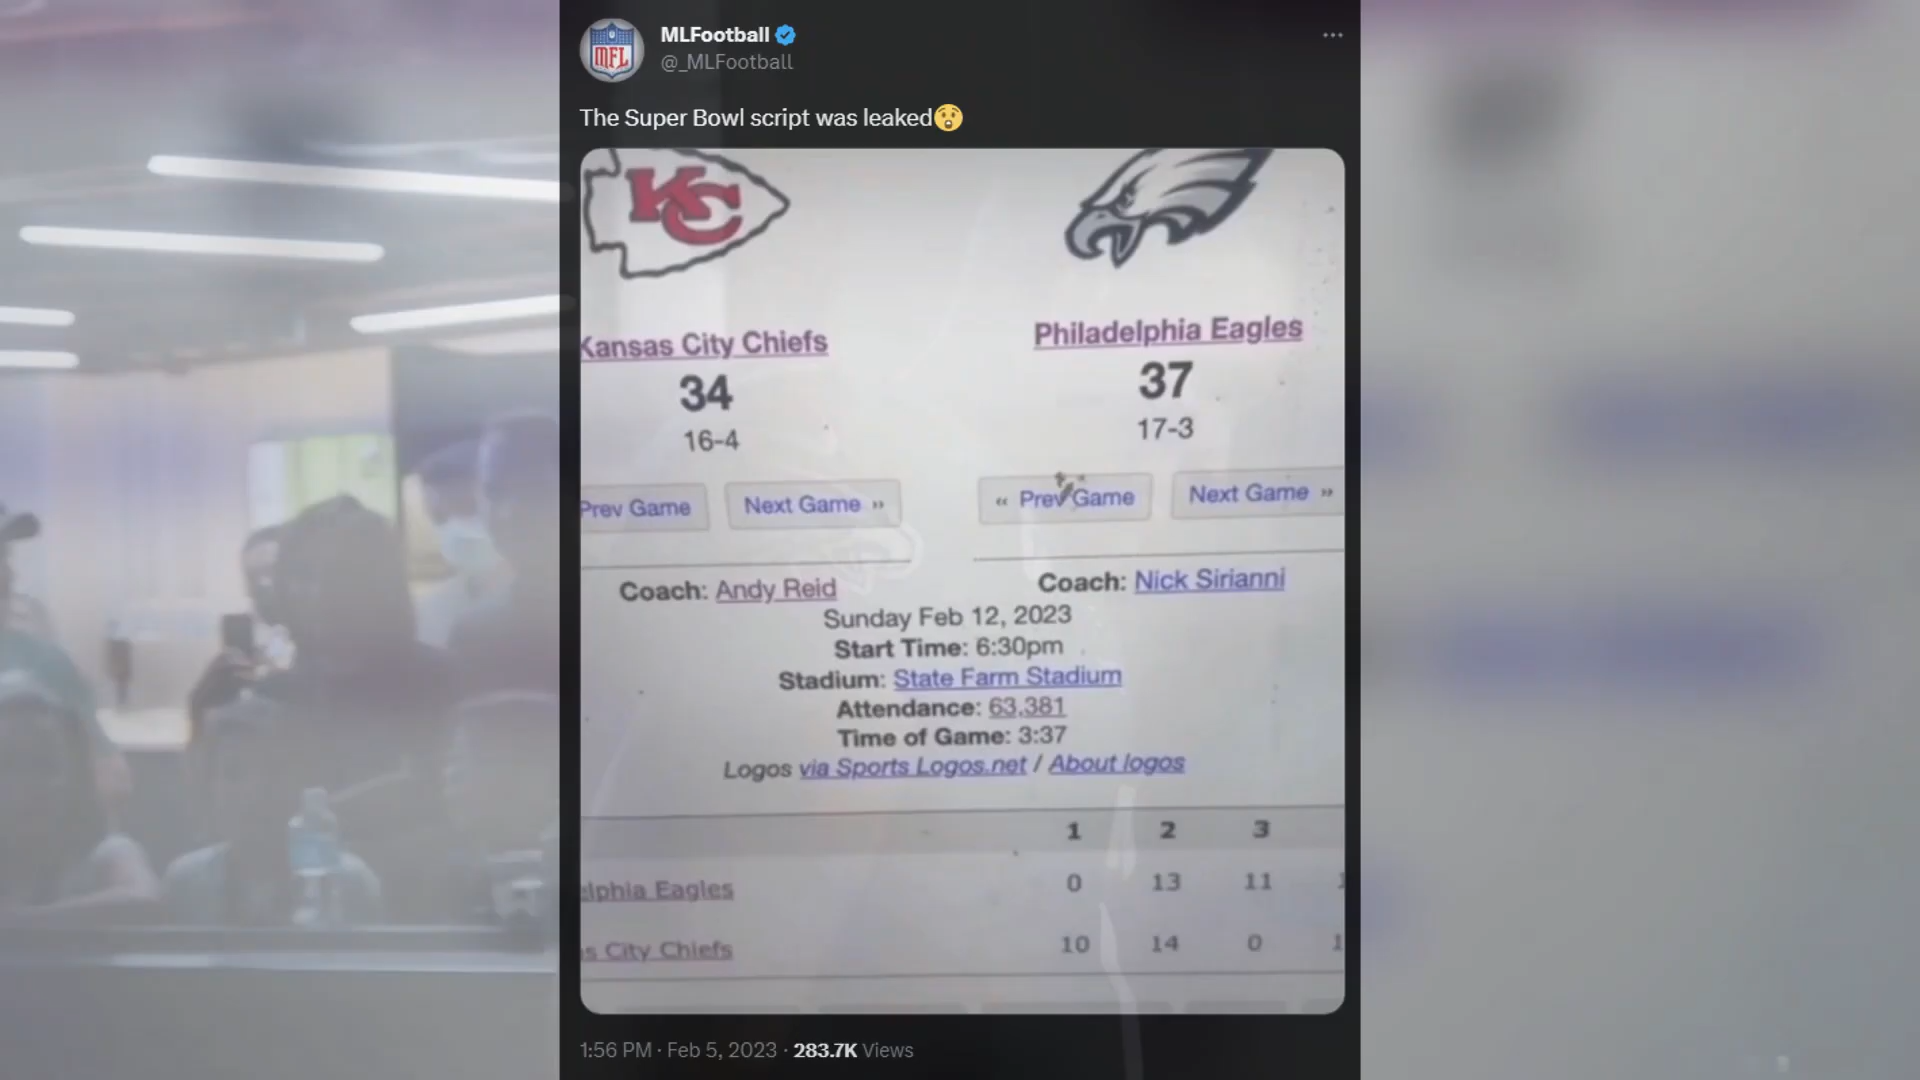 MLFootball
@_MLFootball
The Super Bowl script was leaked
KC
Kansas City Chiefs
Philadelphia Eagles
34
37
16-4
17-3
Prev Game
Next Game »
« Prev Game
Next Game »
Coach: Andy Reid
Coach: Nick Sirianni
Sunday Feb 12, 2023
Start Time: 6:30pm
Stadium: State Farm Stadium
Attendance: 63,381
Time of Game: 3:37
Logos via Sports Logos.net / About logos
1 2 3
lphia Eagles 0 13 11
s City Chiefs 10 14 0 1
1:56 PM · Feb 5, 2023 · 283.7K Views